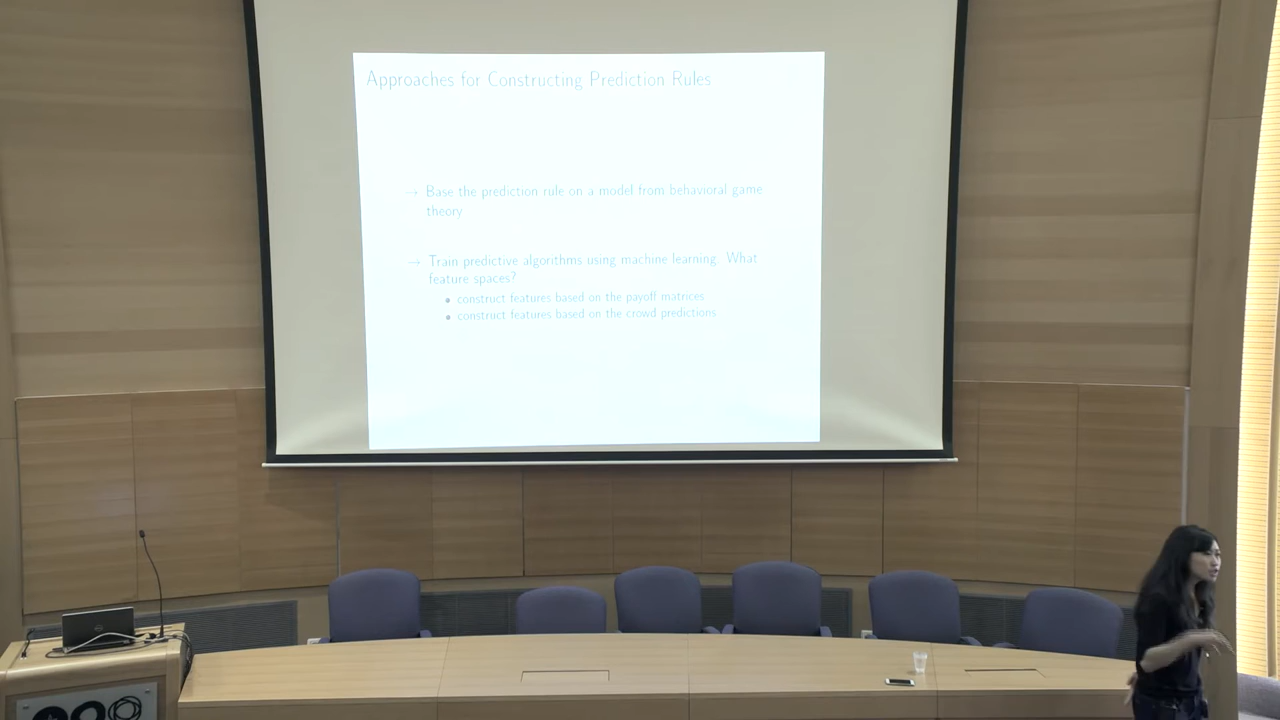 Approaches for Constructing Prediction Rules
→ Base the prediction rule on a model from behavioral game
theory
→ Train predictive algorithms using machine learning. What
feature spaces?
• construct features based on the payoff matrices
• construct features based on the crowd predictions